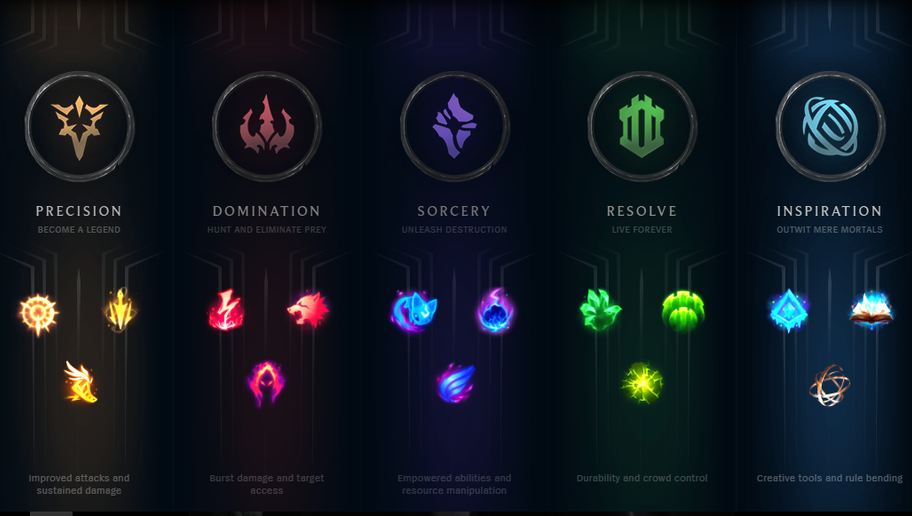 PRECISION
BECOME A LEGEND
DOMINATION
HUNT AND ELIMINATE PREY
SORCERY
UNLEASH DESTRUCTION
RESOLVE
LIVE FOREVER
INSPIRATION
OUTWIT MERE MORTALS
Improved attacks and
sustained damage
Burst damage and target
access
Empowered abilities and
resource manipulation
Durability and crowd control
Creative tools and rule bending